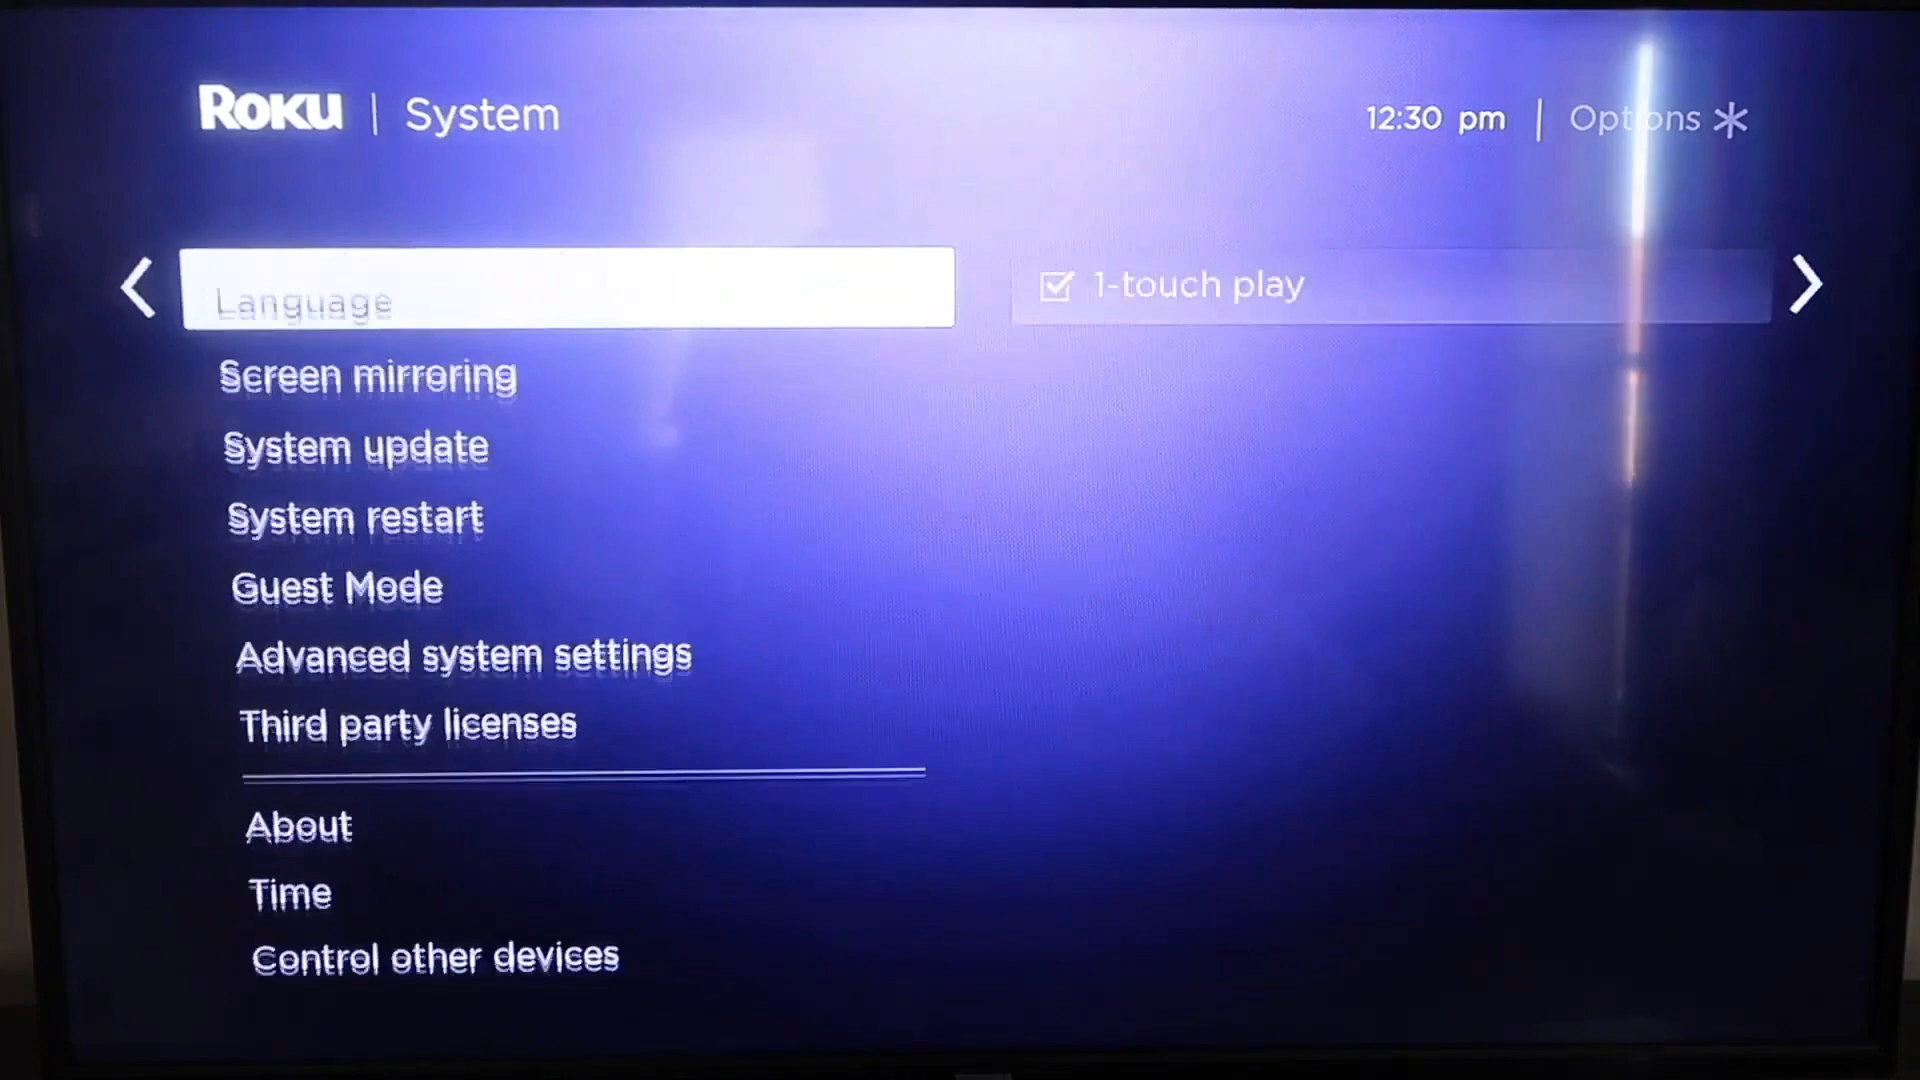 Roku | System
12:30 pm | Options *
Language
1-touch play
Screen mirroring
System update
System restart
Guest Mode
Advanced system settings
Third party licenses
About
Time
Control other devices